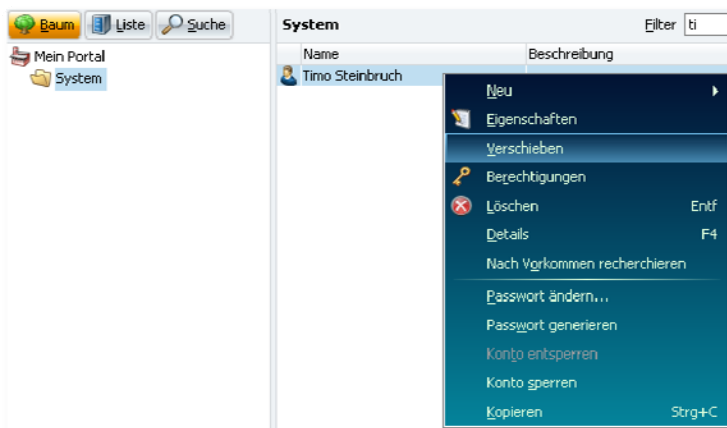 Baum Liste Suche
Mein Portal
System
System Filter ti
Name Beschreibung
Timo Steinbruch
Neu
Eigenschaften
Verschieben
Berechtigungen
Löschen Entf
Details F4
Nach Vorkommen recherchieren
Passwort ändern...
Passwort generieren
Konto entsperren
Konto sperren
Kopieren Strg+C